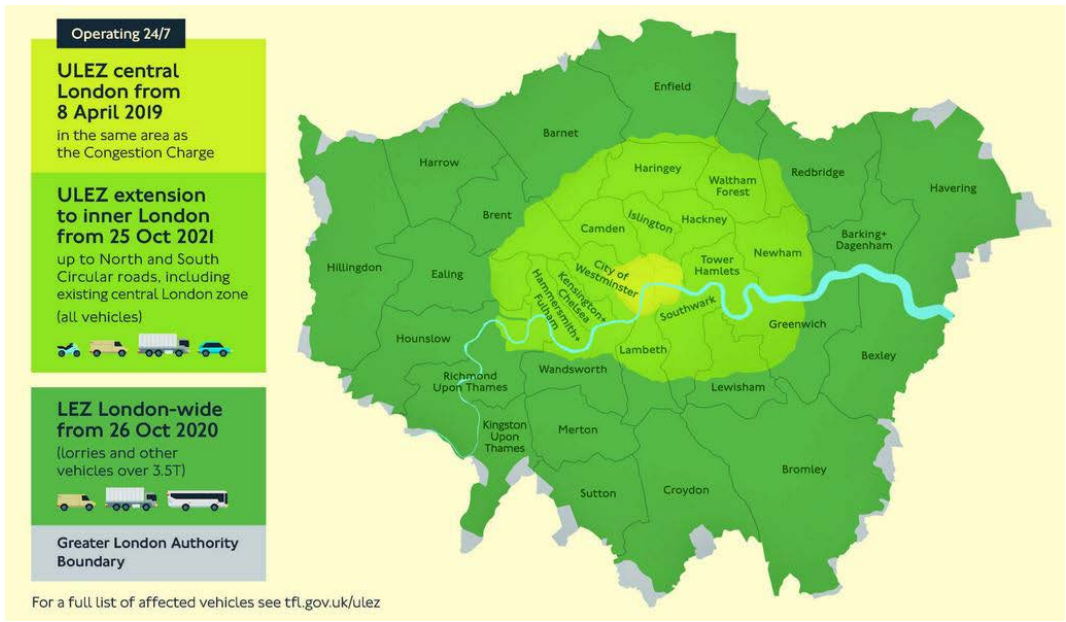 Operating 24/7
ULEZ central
London from
8 April 2019
in the same area as
the Congestion Charge
ULEZ extension
to inner London
from 25 Oct 2021
up to North and South
Circular roads, including
existing central London zone
(all vehicles)
LEZ London-wide
from 26 Oct 2020
(lorries and other
vehicles over 3.5T)
Greater London Authority
Boundary
For a full list of affected vehicles see tfl.gov.uk/ulez
Enfield
Barnet
Harrow
Haringey
Waltham
Forest
Redbridge
Havering
Brent
Camden
Islington
Hackney
Barking+
Dagenham
Hillingdon
Ealing
City of
Westminster
Tower
Hamlets
Newham
Kensington+
Chelsea
Hammersmith+
Fulham
Southwark
Greenwich
Hounslow
Lambeth
Bexley
Richmond
Upon Thames
Wandsworth
Lewisham
Kingston
Upon
Thames
Merton
Bromley
Sutton
Croydon